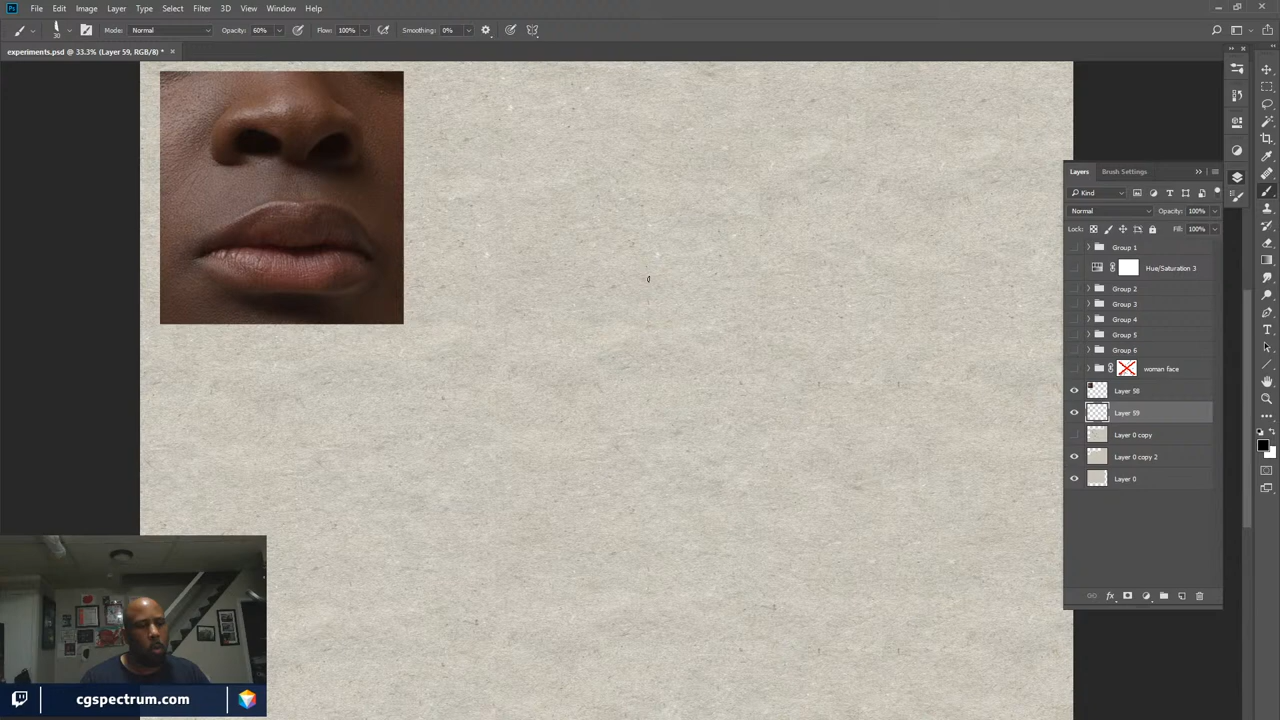 Ps File Edit Image Layer Type Select Filter 3D View Window Help
30 Mode: Normal Opacity: 60% Flow: 100% Smoothing: 0%
experiments.psd @ 33.3% (Layer 59, RGB/8) *
Layers Brush Settings
Kind
Normal Opacity: 100%
Lock: Fill: 100%
Group 1
Hue/Saturation 3
Group 2
Group 3
Group 4
Group 5
Group 6
woman face
Layer 58
Layer 59
Layer 0 copy
Layer 0 copy 2
Layer 0
fx
cgspectrum.com